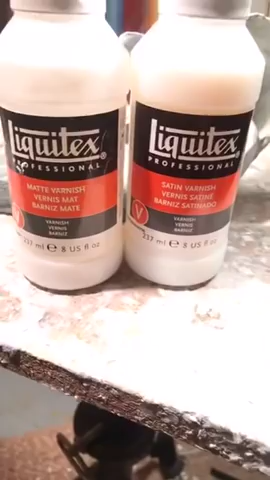 Liquitex®
PROFESSIONAL
MATTE VARNISH
VERNIS MAT
BARNIZ MATE
V
VARNISH
VERNIS
BARNIZ
237 ml ℮ 8 US fl oz
Liquitex®
PROFESSIONAL
SATIN VARNISH
VERNIS SATINÉ
BARNIZ SATINADO
V
VARNISH
VERNIS
BARNIZ
237 ml ℮ 8 US fl oz